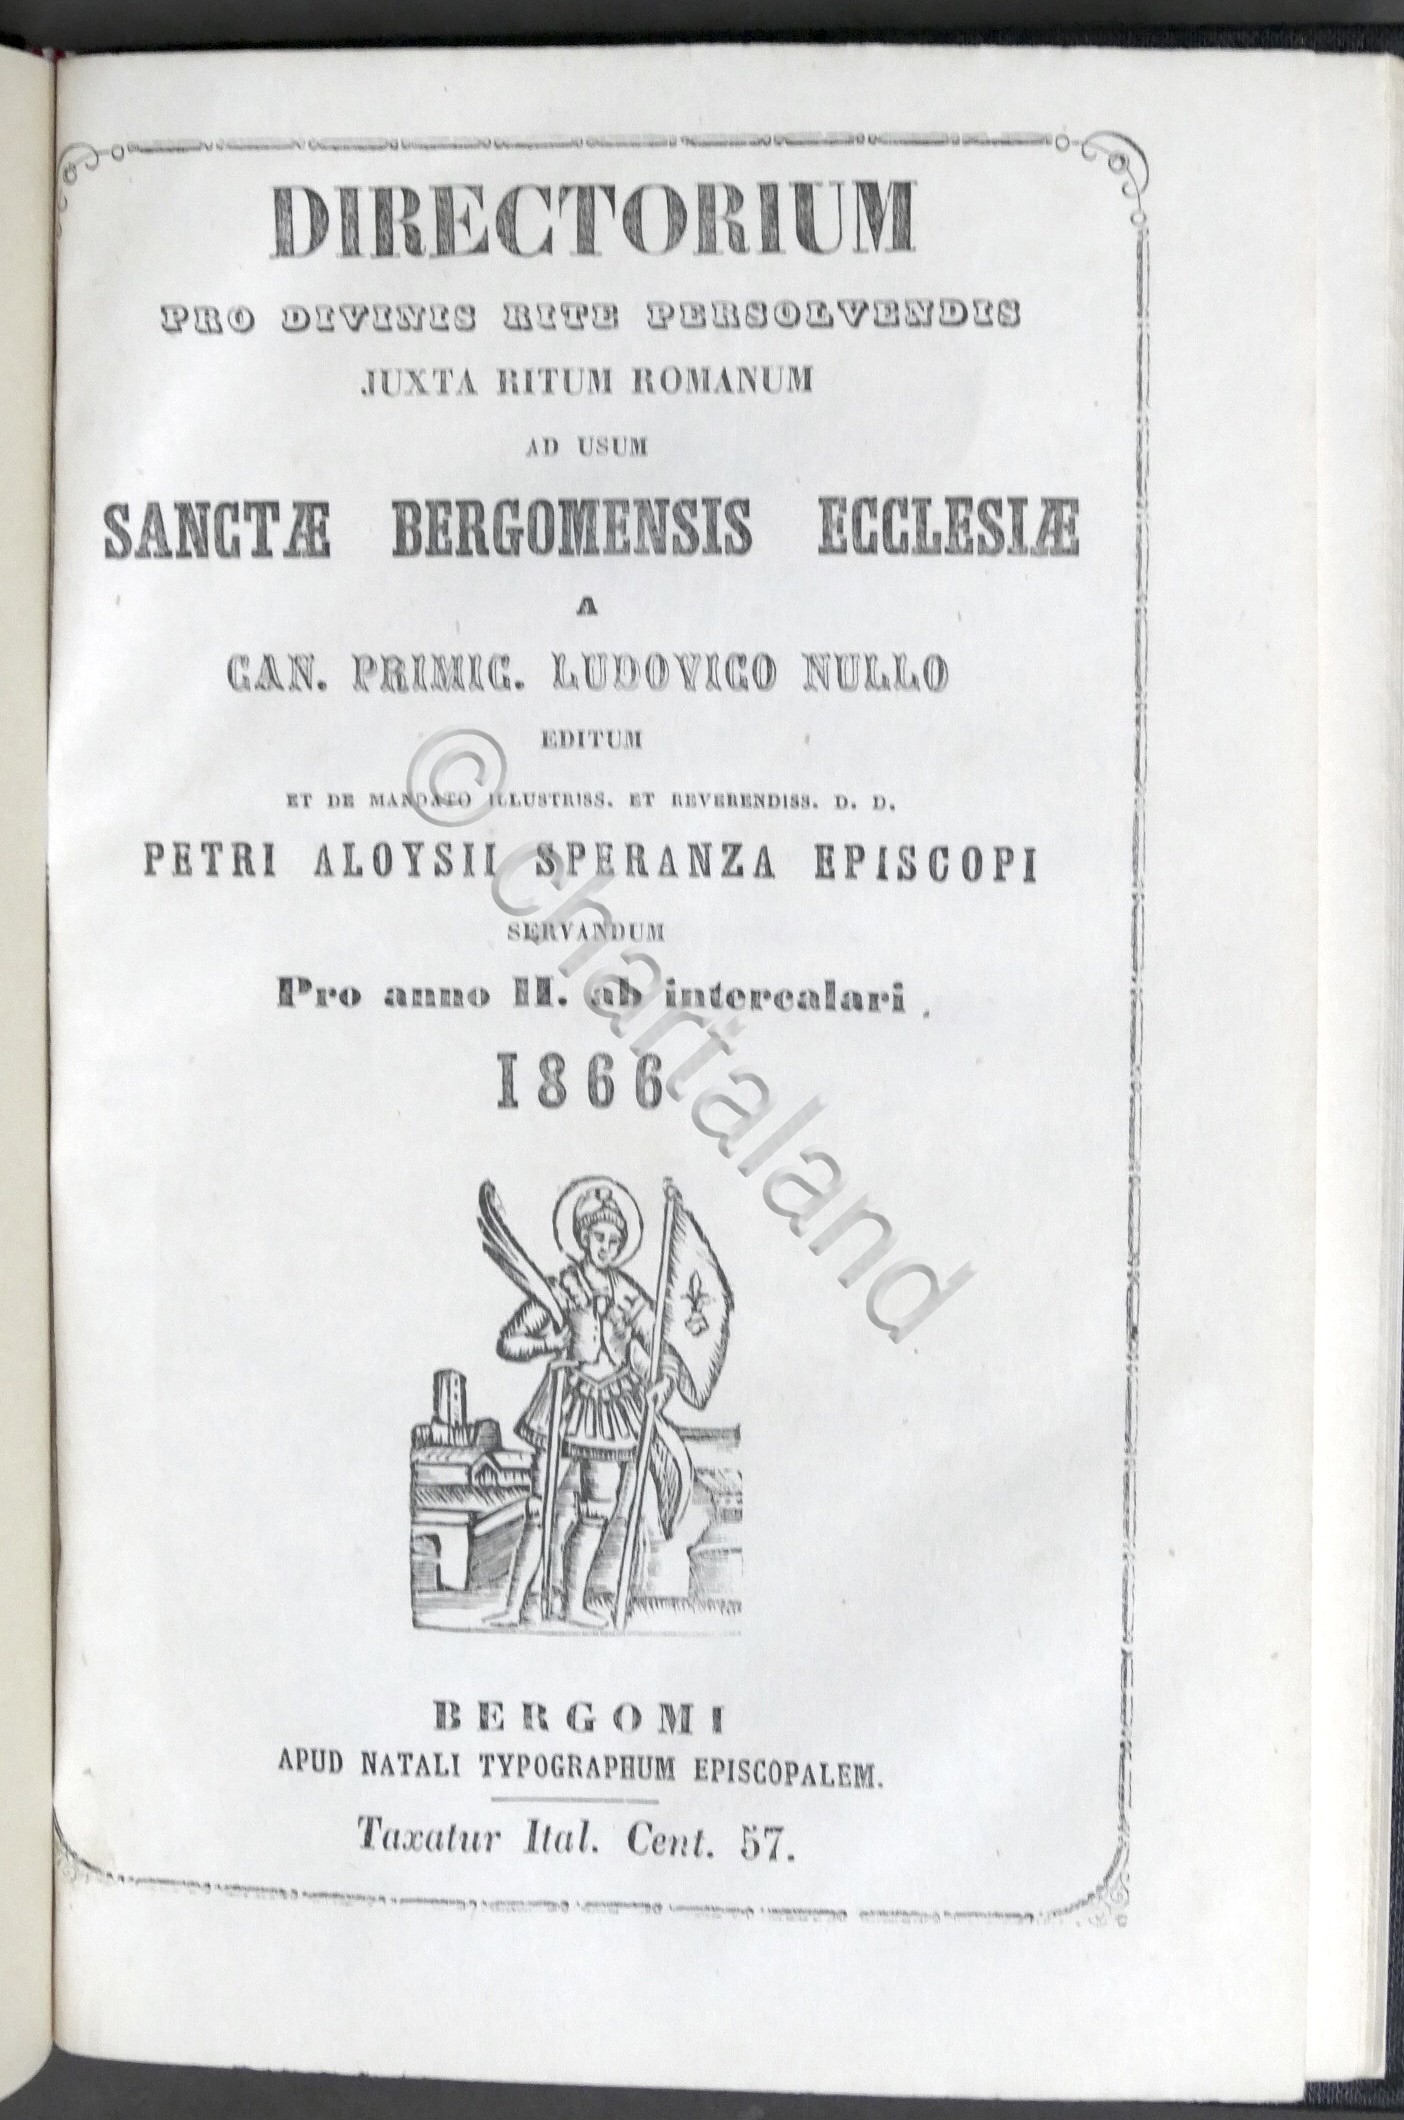 DIRECTORIUM
PRO DIVINIS RITE PERSOLVENDIS
JUXTA RITUM ROMANUM
AD USUM
SANCTÆ BERGOMENSIS ECCLESIÆ
A
CAN. PRIMIC. LUDOVICO NULLO
EDITUM
ET DE MANDATO ILLUSTRISS. ET REVERENDISS. D. D.
PETRI ALOYSII SPERANZA EPISCOPI
SERVANDUM
Pro anno II. ab intercalari.
1866
BERGOMI
APUD NATALI TYPOGRAPHUM EPISCOPALEM.
Taxatur Ital. Cent. 57.
© chartaland